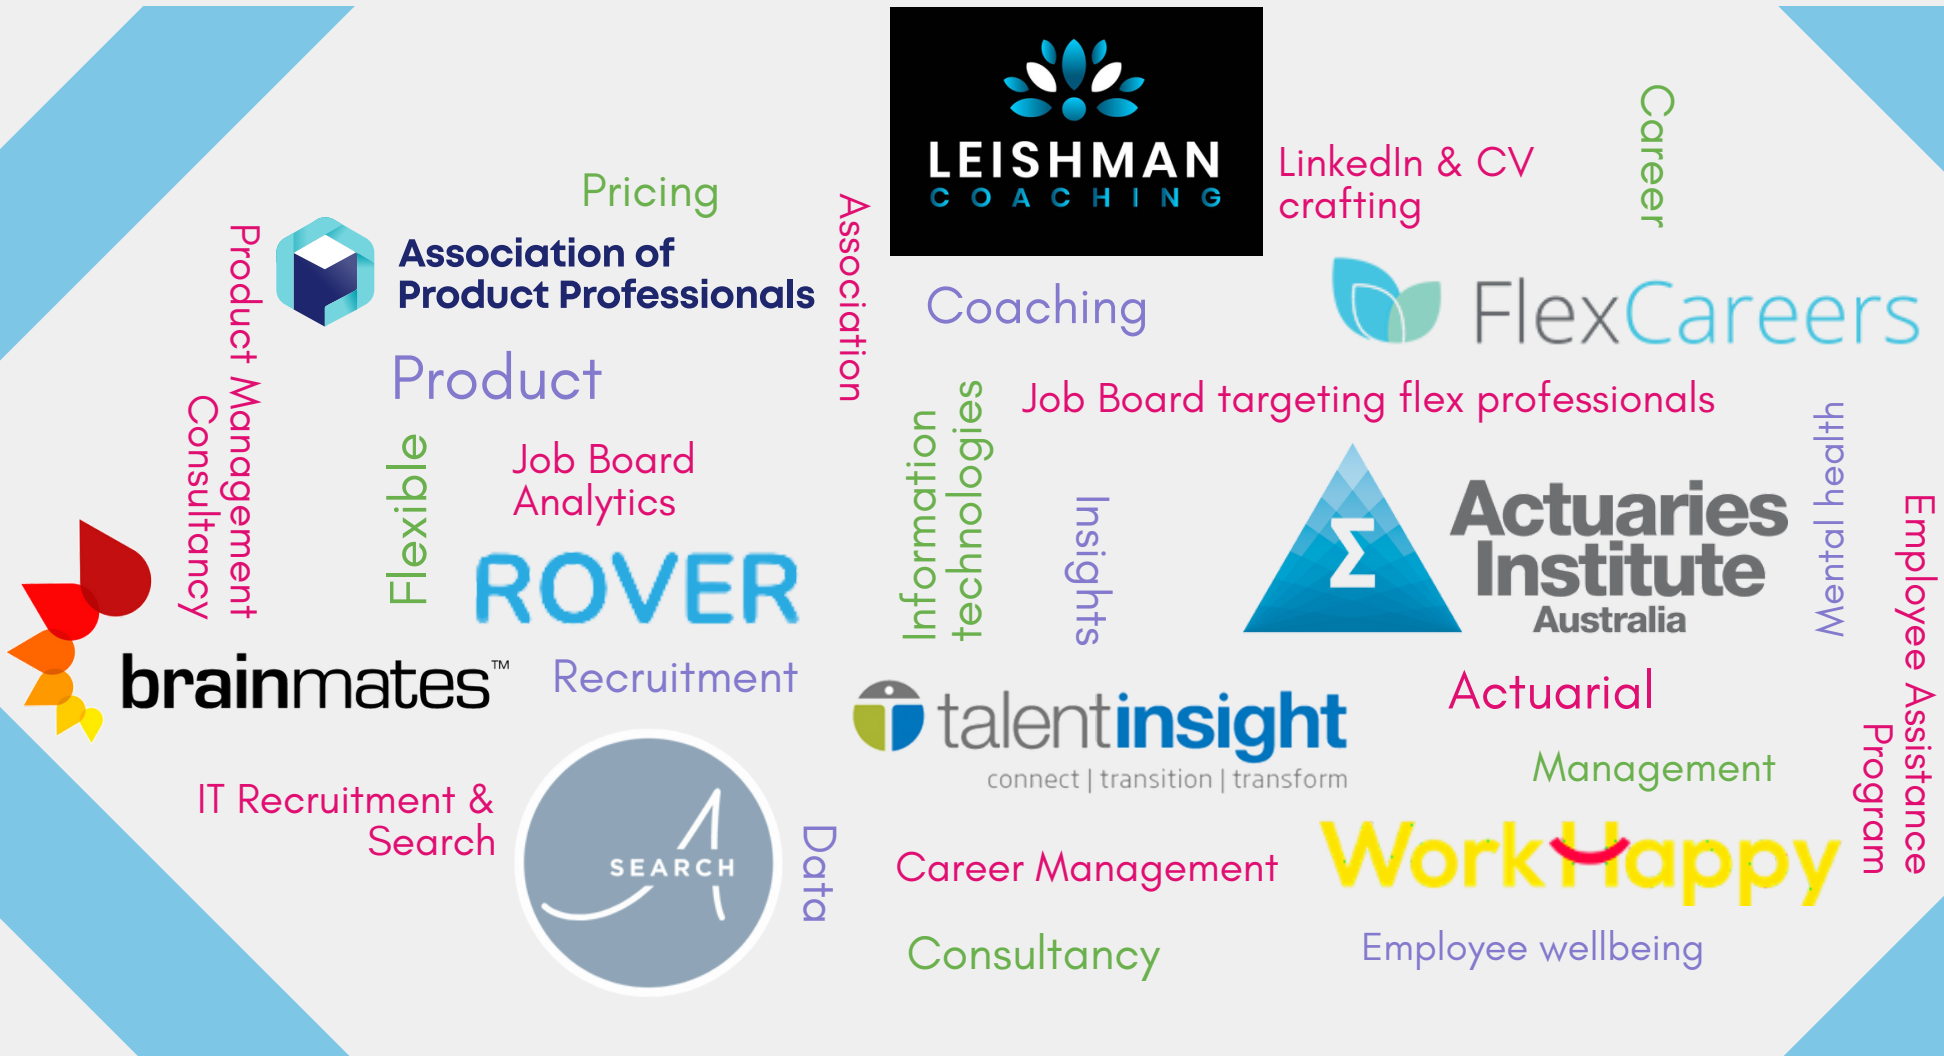 LEISHMAN
COACHING
LinkedIn & CV
crafting
Career
Pricing
Association of
Product Professionals
Association
Product Management
Consultancy
Coaching
FlexCareers
Product
Job Board targeting flex professionals
Flexible
Job Board
Analytics
Information
technologies
Insights
Σ
Actuaries
Institute
Australia
Mental health
Employee Assistance
Program
ROVER
brainmates™
Recruitment
talentinsight
connect | transition | transform
Actuarial
Management
IT Recruitment &
Search
A
SEARCH
Data
Career Management
WorkHappy
Consultancy
Employee wellbeing